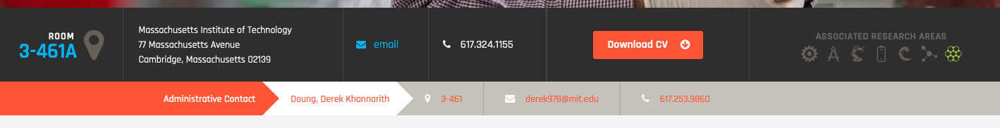 ROOM
3-461A
Massachusetts Institute of Technology
77 Massachusetts Avenue
Cambridge, Massachusetts 02139
email
617.324.1155
Download CV
ASSOCIATED RESEARCH AREAS
Administrative Contact
Doung, Derek Khannarith
3-461
derek978@mit.edu
617.253.9860